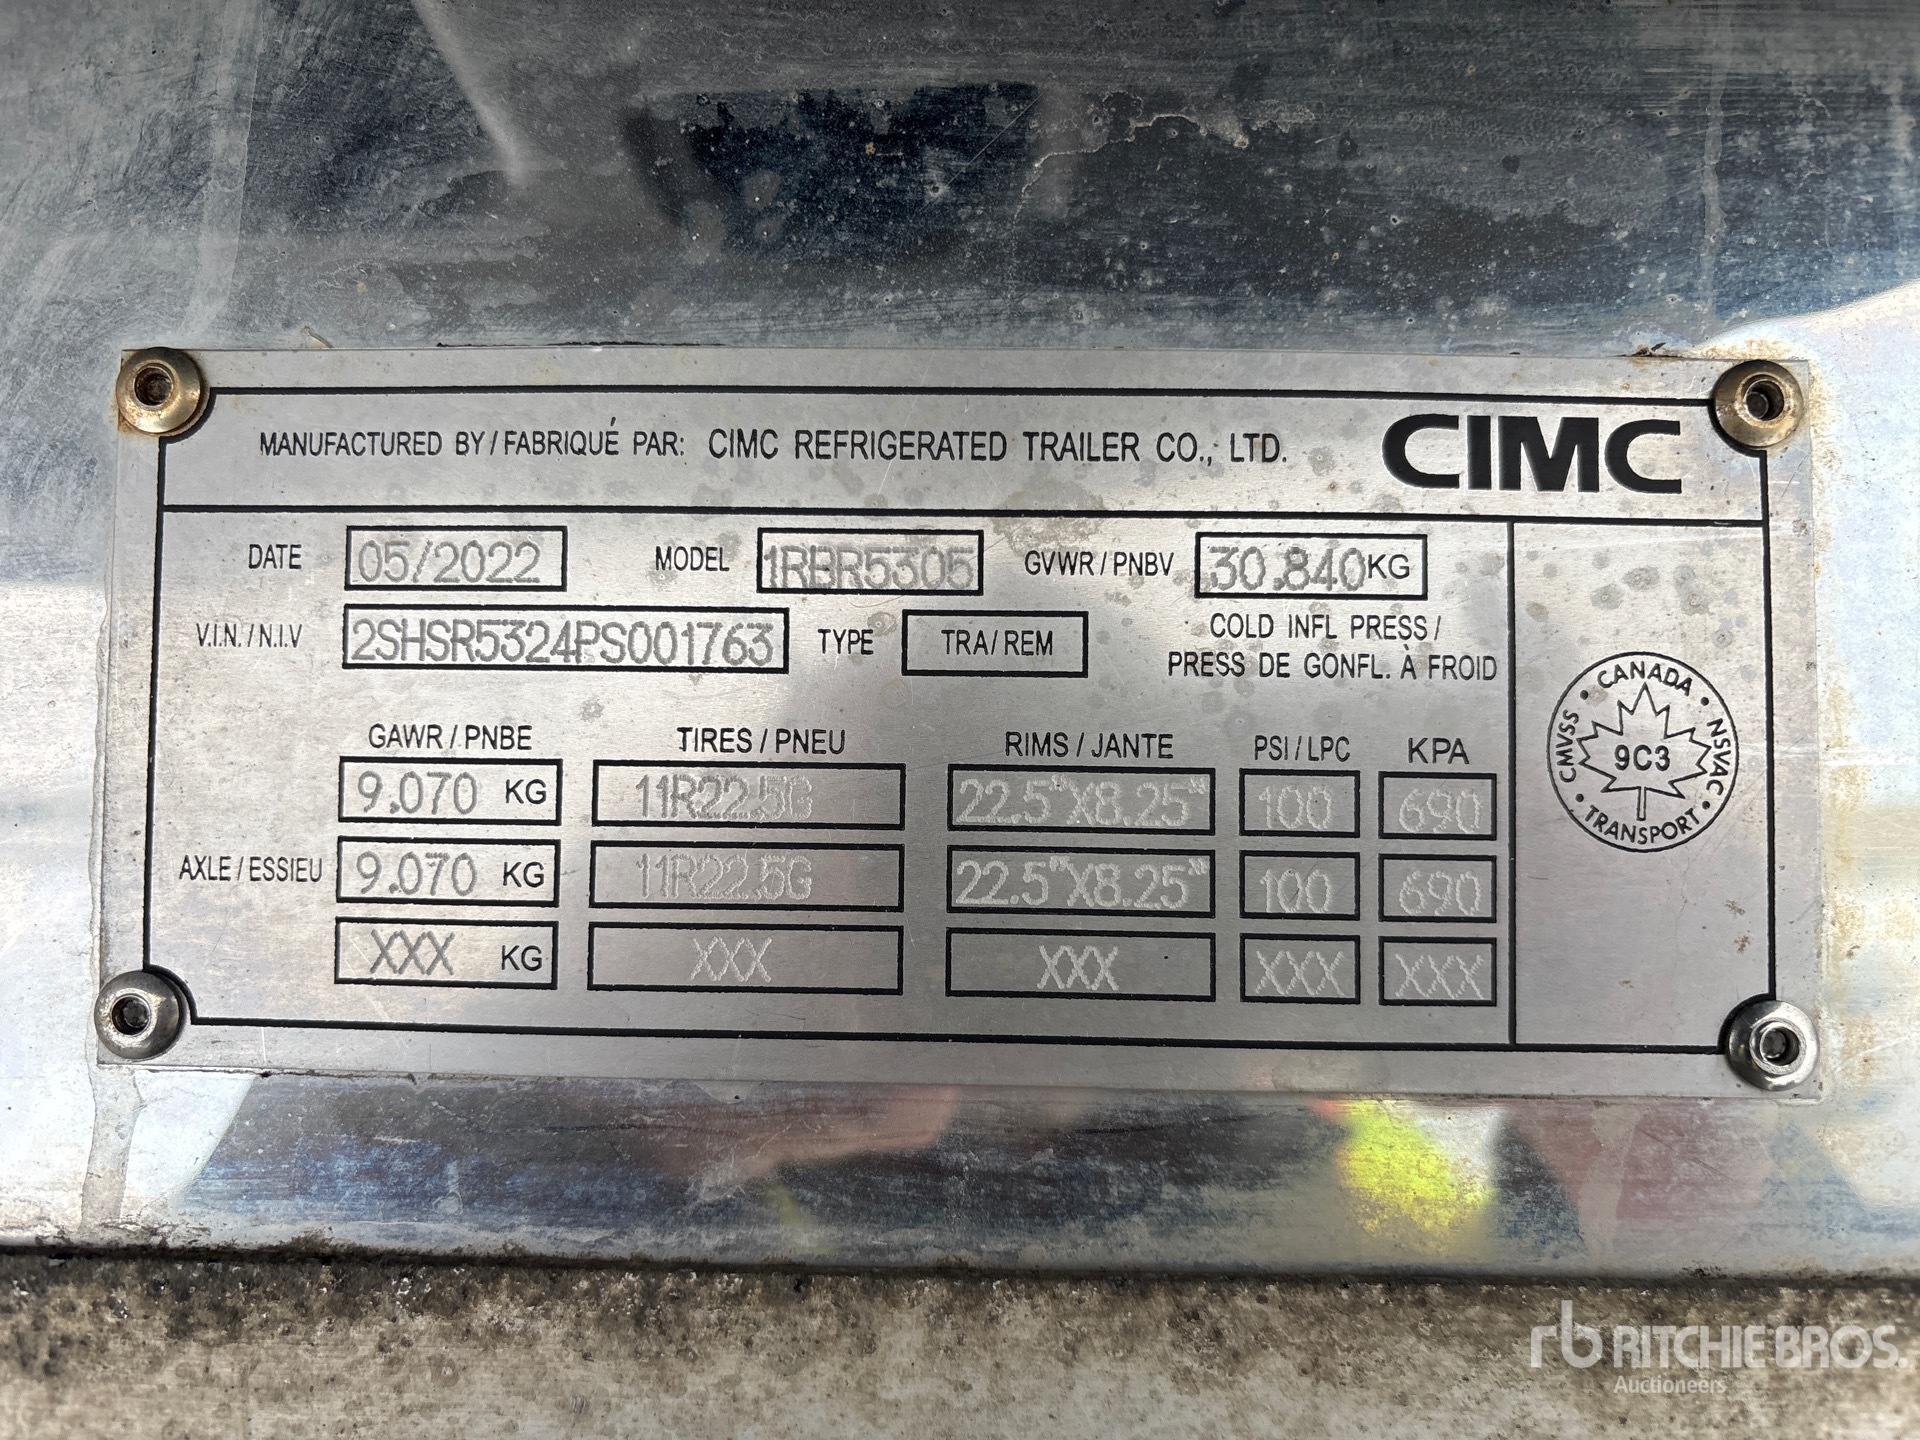 MANUFACTURED BY / FABRIQUÉ PAR: CIMC REFRIGERATED TRAILER CO., LTD. CIMC
DATE 05/2022 MODEL 1RBR5305 GVWR / PNBV 30.840 KG
V.I.N. / N.I.V 2SHSR5324PS001763 TYPE TRA / REM COLD INFL PRESS /
PRESS DE GONFL. À FROID
GAWR / PNBE TIRES / PNEU RIMS / JANTE PSI / LPC KPA
9.070 KG 11R22.5G 22.5"X8.25" 100 690
AXLE / ESSIEU 9.070 KG 11R22.5G 22.5"X8.25" 100 690
XXX KG XXX XXX XXX XXX
CANADA
CMVSS • NSVAC
9C3
TRANSPORT
rb RITCHIE BROS.
Auctioneers